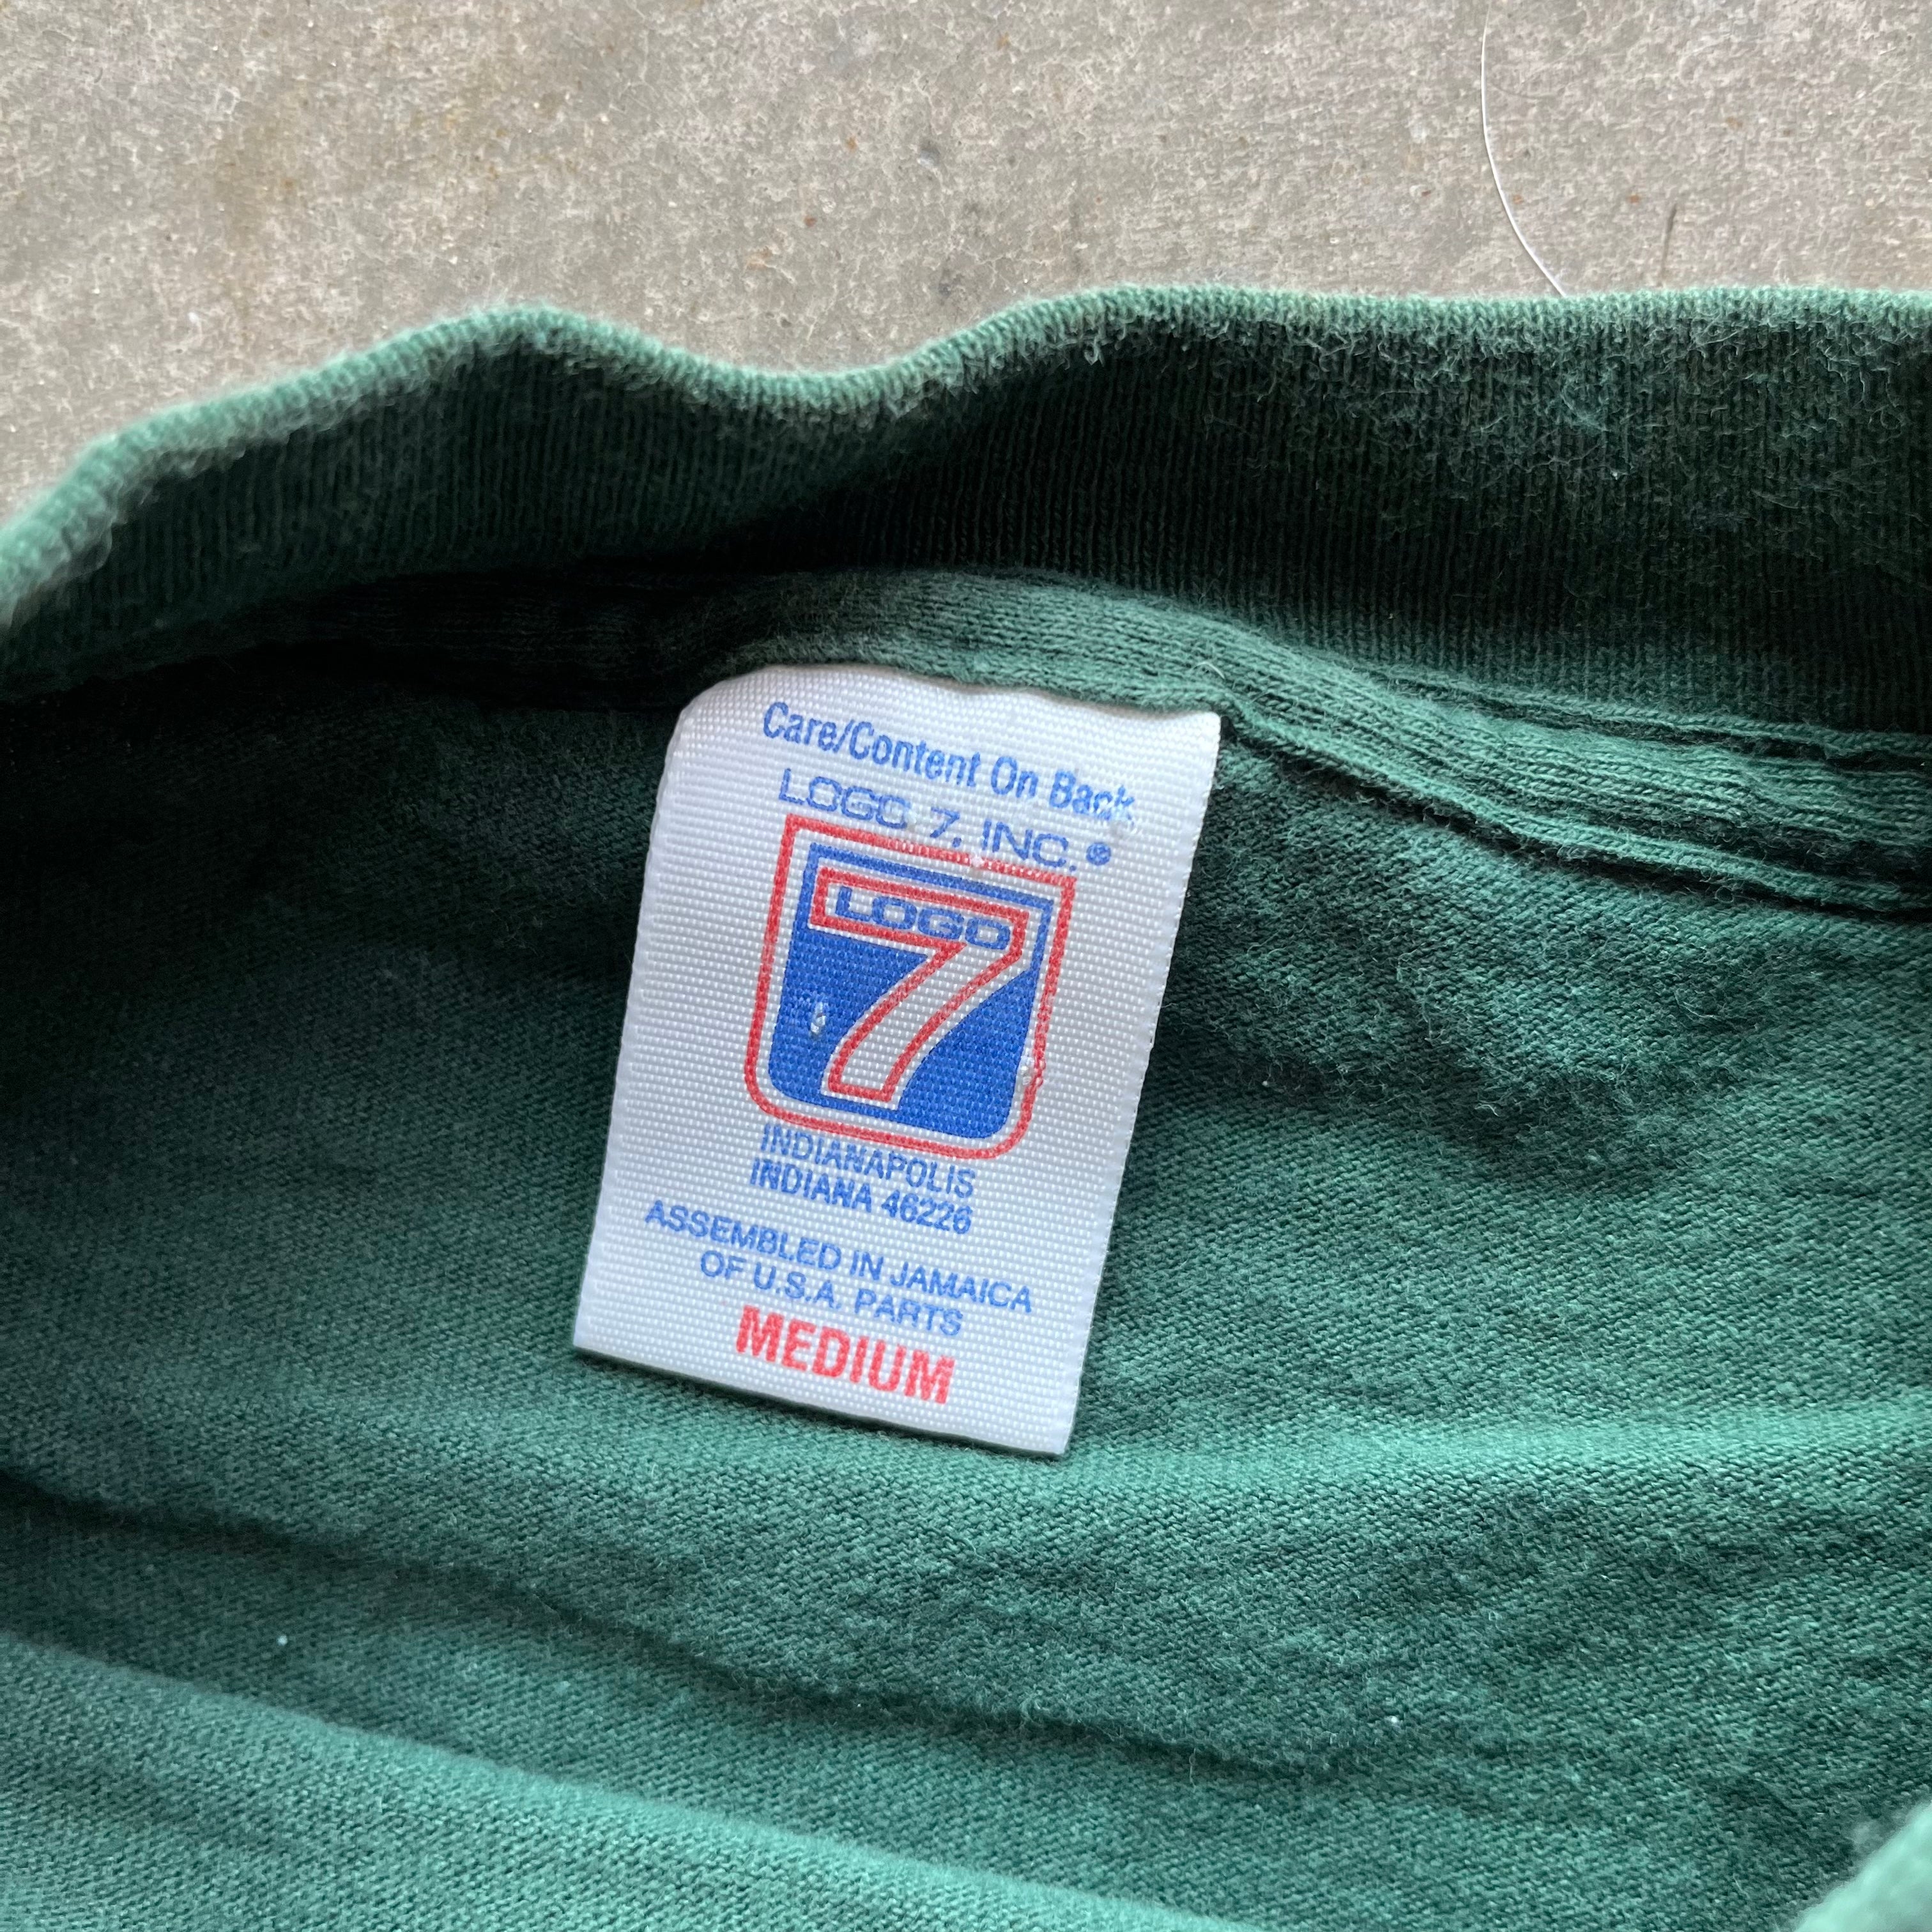 Care/Content On Back
LOGO 7, INC.®
LOGO
7
INDIANAPOLIS
INDIANA 46226
ASSEMBLED IN JAMAICA
OF U.S.A. PARTS
MEDIUM